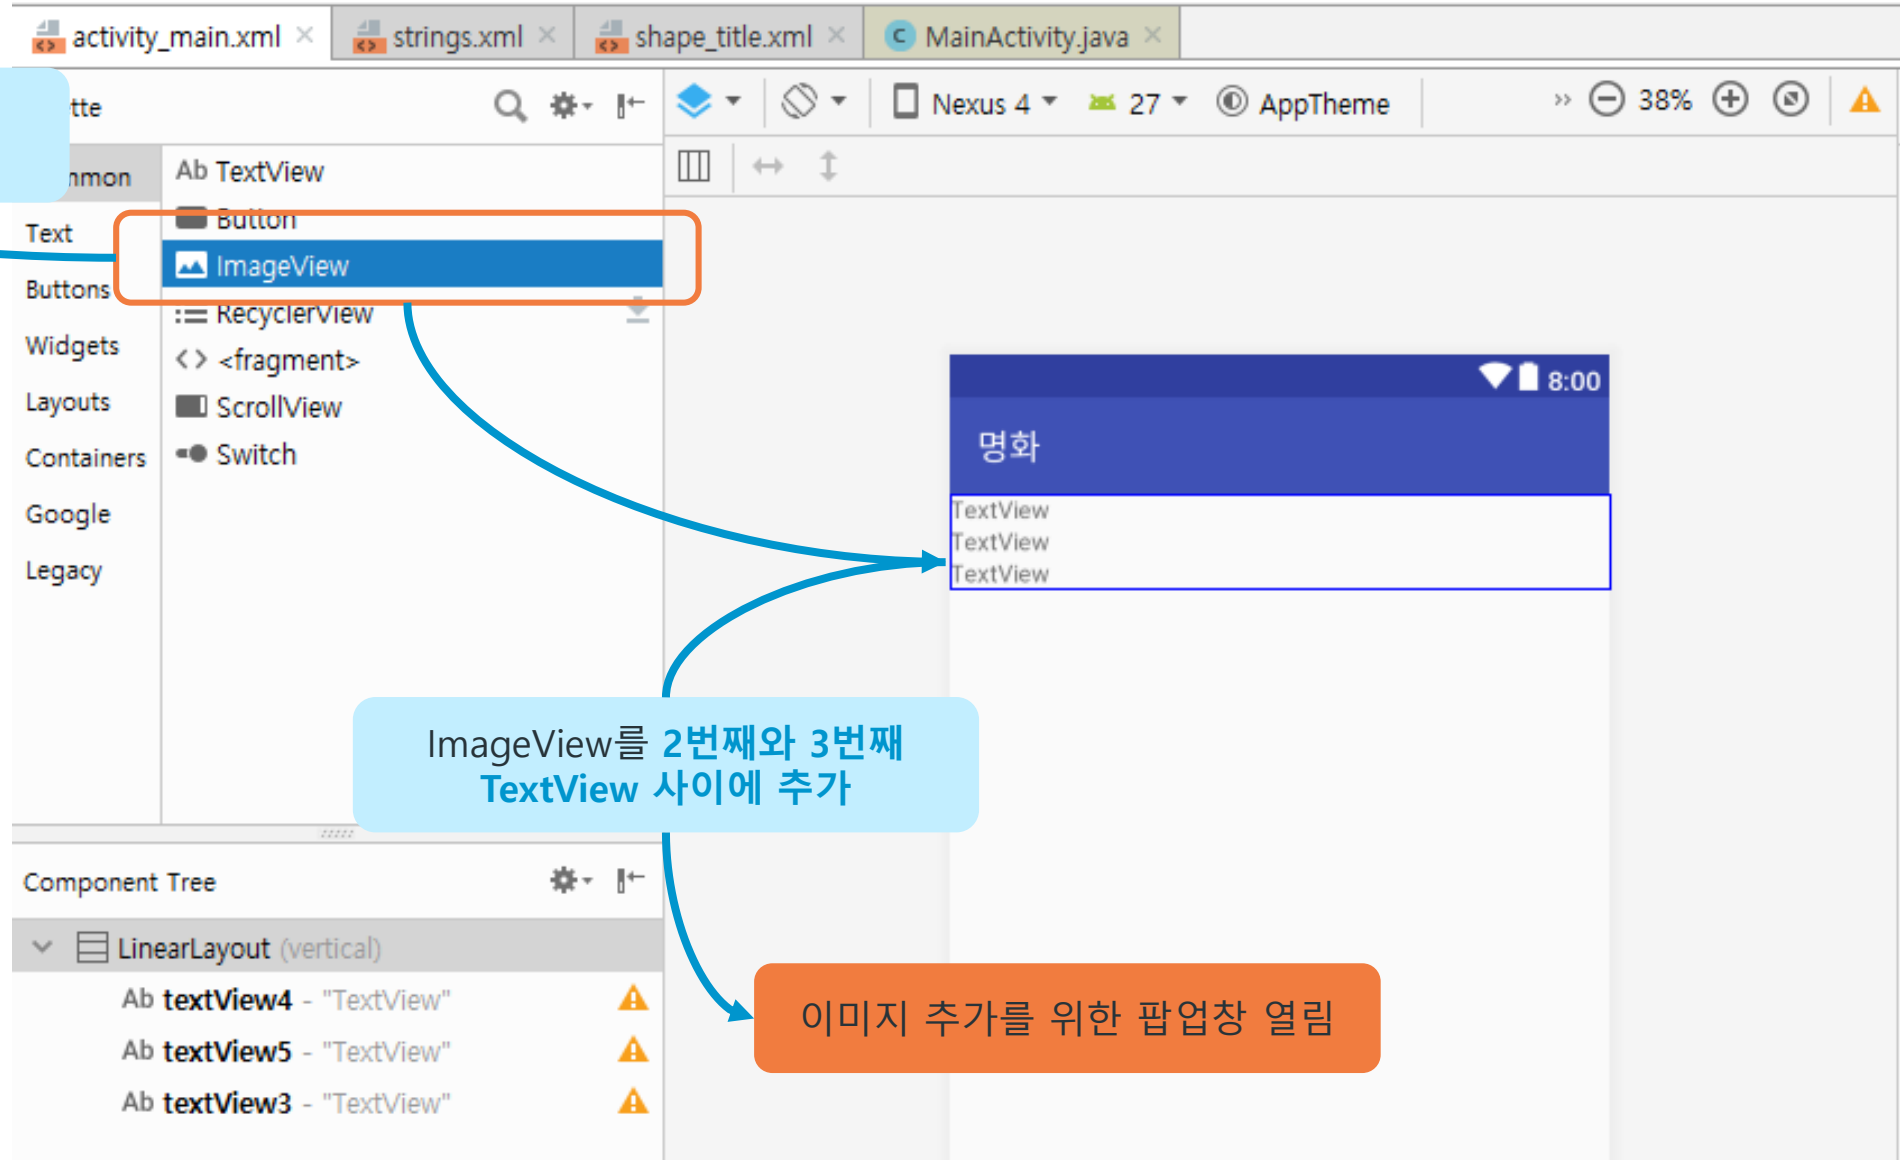 activity_main.xml
strings.xml
shape_title.xml
C MainActivity.java
Nexus 4
27
AppTheme
38%
Ab TextView
Button
ImageView
RecyclerView
<fragment>
ScrollView
Switch
Text
Buttons
Widgets
Layouts
Containers
Google
Legacy
8:00
명화
TextView
TextView
TextView
ImageView를 2번째와 3번째
TextView 사이에 추가
Component Tree
LinearLayout (vertical)
Ab textView4 - "TextView"
Ab textView5 - "TextView"
Ab textView3 - "TextView"
이미지 추가를 위한 팝업창 열림